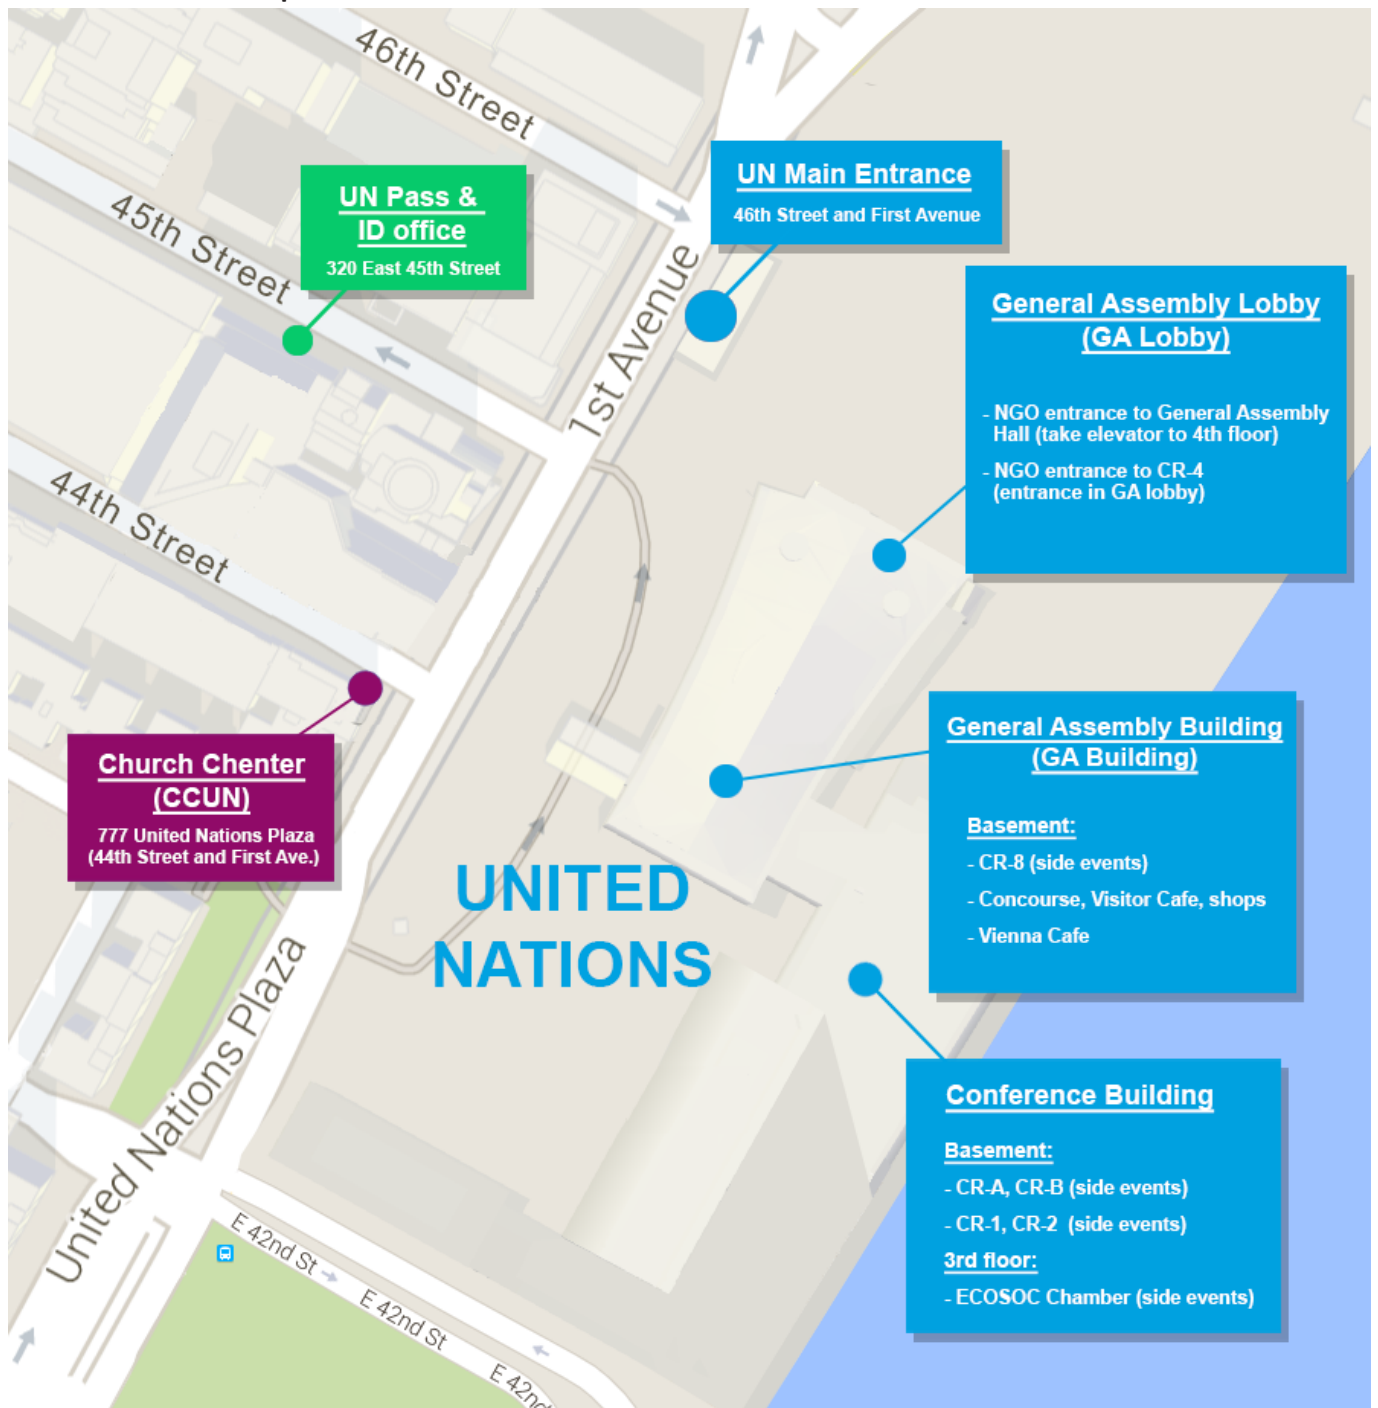 46th Street
45th Street
44th Street
1st Avenue
UN Pass &
ID office
320 East 45th Street
UN Main Entrance
46th Street and First Avenue
General Assembly Lobby
(GA Lobby)
- NGO entrance to General Assembly
Hall (take elevator to 4th floor)
- NGO entrance to CR-4
(entrance in GA lobby)
Church Chenter
(CCUN)
777 United Nations Plaza
(44th Street and First Ave.)
General Assembly Building
(GA Building)
Basement:
- CR-8 (side events)
- Concourse, Visitor Cafe, shops
- Vienna Cafe
UNITED
NATIONS
United Nations Plaza
Conference Building
Basement:
- CR-A, CR-B (side events)
- CR-1, CR-2 (side events)
3rd floor:
- ECOSOC Chamber (side events)
E 42nd St
E 42nd St
E 42nd